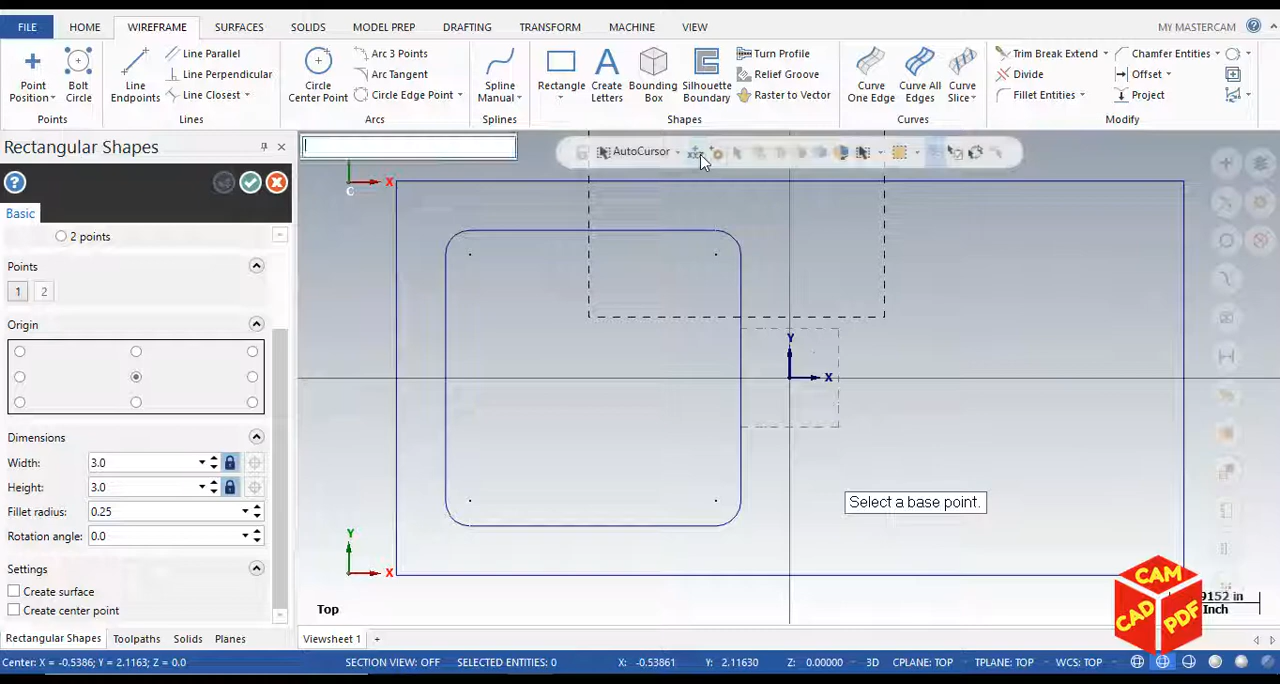 FILE HOME WIREFRAME SURFACES SOLIDS MODEL PREP DRAFTING TRANSFORM MACHINE VIEW MY MASTERCAM
Point Position
Bolt Circle
Points
Line Endpoints
Line Parallel
Line Perpendicular
Line Closest
Lines
Circle Center Point
Arc 3 Points
Arc Tangent
Circle Edge Point
Arcs
Spline Manual
Splines
Rectangle
Create Letters
Bounding Box
Silhouette Boundary
Turn Profile
Relief Groove
Raster to Vector
Shapes
Curve One Edge
Curve All Edges
Curve Slice
Curves
Trim Break Extend
Divide
Fillet Entities
Chamfer Entities
Offset
Project
Modify
Rectangular Shapes
Basic
2 points
Points
1 2
Origin
Dimensions
Width: 3.0
Height: 3.0
Fillet radius: 0.25
Rotation angle: 0.0
Settings
Create surface
Create center point
Rectangular Shapes Toolpaths Solids Planes
AutoCursor
C X
Y
X
Select a base point.
Y
X
Top
9152 in
Inch
CAM
CAD
PDF
Viewsheet 1 +
Center: X = -0.5386; Y = 2.1163; Z = 0.0 SECTION VIEW: OFF SELECTED ENTITIES: 0 X: -0.53861 Y: 2.11630 Z: 0.00000 3D CPLANE: TOP TPLANE: TOP WCS: TOP